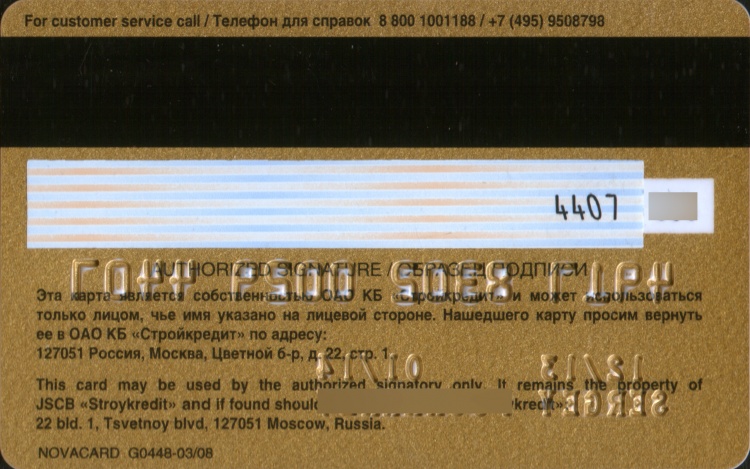 For customer service call / Телефон для справок 8 800 1001188 / +7 (495) 9508798
4407
AUTHORIZED SIGNATURE / ОБРАЗЕЦ ПОДПИСИ
Эта карта является собственностью ОАО КБ «Стройкредит» и может использоваться
только лицом, чье имя указано на лицевой стороне. Нашедшего карту просим вернуть
ее в ОАО КБ «Стройкредит» по адресу:
127051 Россия, Москва, Цветной б-р, д. 22, стр. 1.
This card may be used by the authorized signatory only. It remains the property of
JSCB «Stroykredit» and if found should
22 bld. 1, Tsvetnoy blvd, 127051 Moscow, Russia.
NOVACARD G0448-03/08